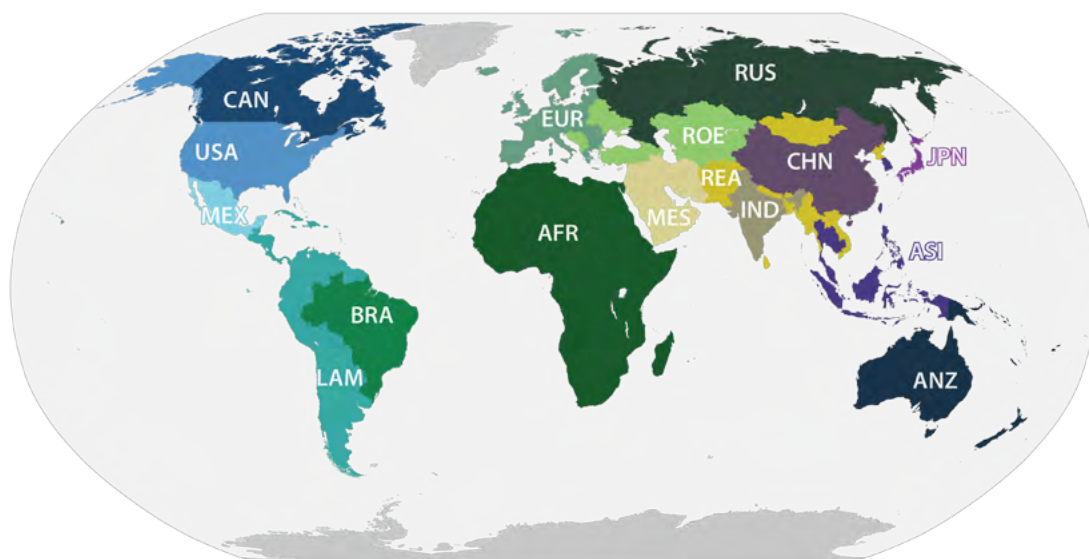 RUS
CAN
EUR
ROE
USA
CHN
JPN
REA
MEX
MES
IND
AFR
ASI
BRA
LAM
ANZ